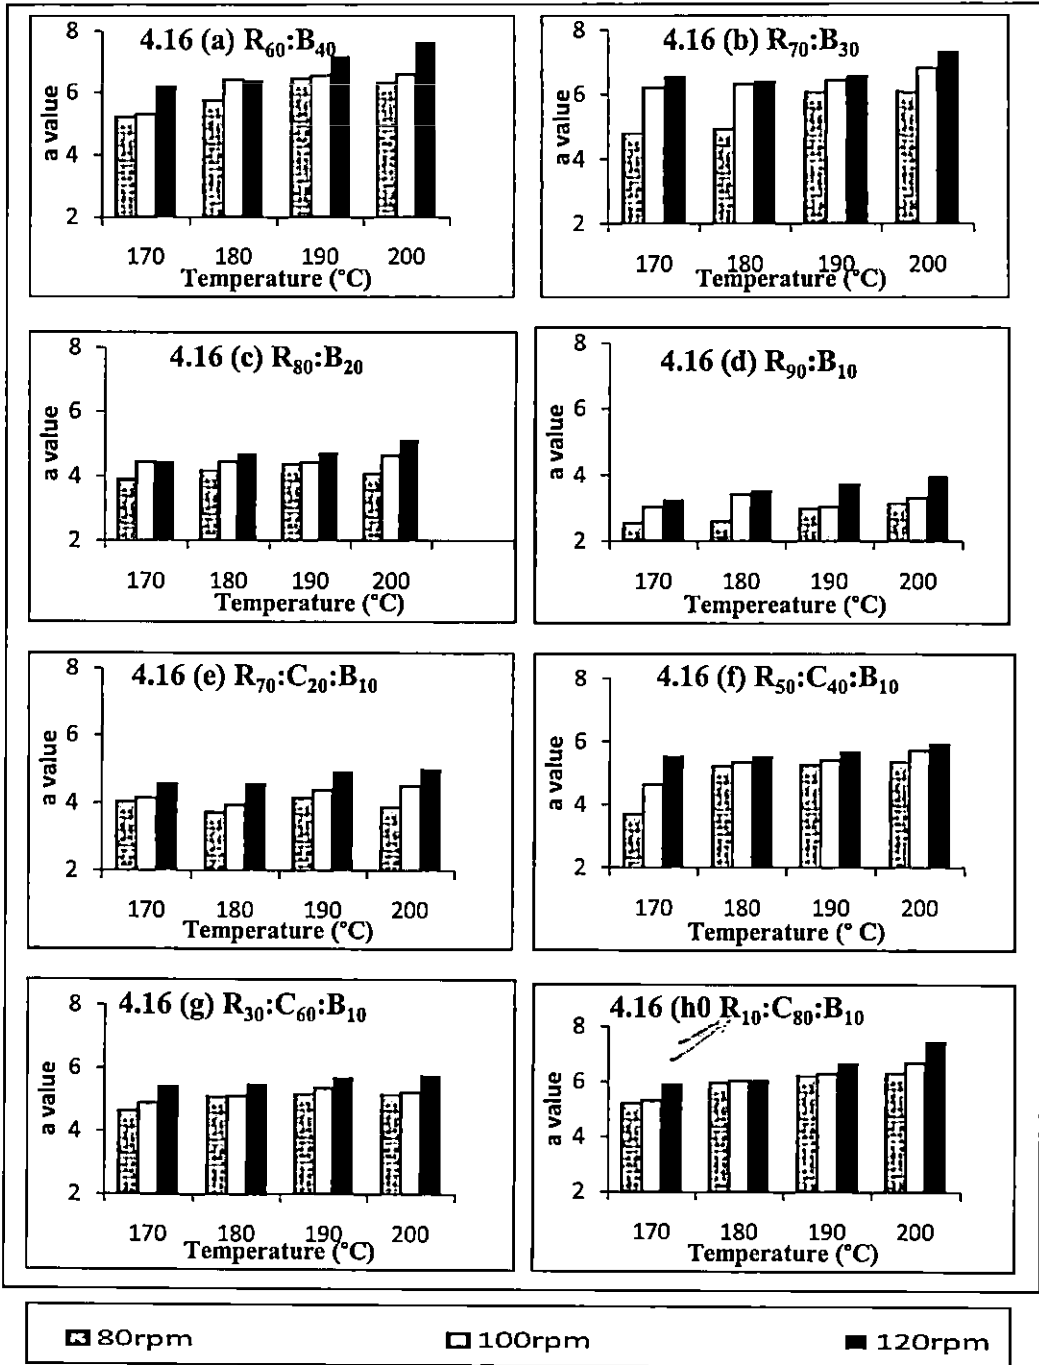 4.16 (a) R60:B40
8
6
4
2
a value
170 180 190 200
Temperature (°C)
4.16 (b) R70:B30
8
6
4
2
a value
170 180 190 200
Temperature (°C)
4.16 (c) R80:B20
8
6
4
2
a value
170 180 190 200
Temperature (°C)
4.16 (d) R90:B10
8
6
4
2
a value
170 180 190 200
Tempereature (°C)
4.16 (e) R70:C20:B10
8
6
4
2
a value
170 180 190 200
Temperature (°C)
4.16 (f) R50:C40:B10
8
6
4
2
a value
170 180 190 200
Temperature (° C)
4.16 (g) R30:C60:B10
8
6
4
2
a value
170 180 190 200
Temperature (°C)
4.16 (h0 R10:C80:B10
8
6
4
2
a value
170 180 190 200
Temperature (°C)
80rpm 100rpm 120rpm